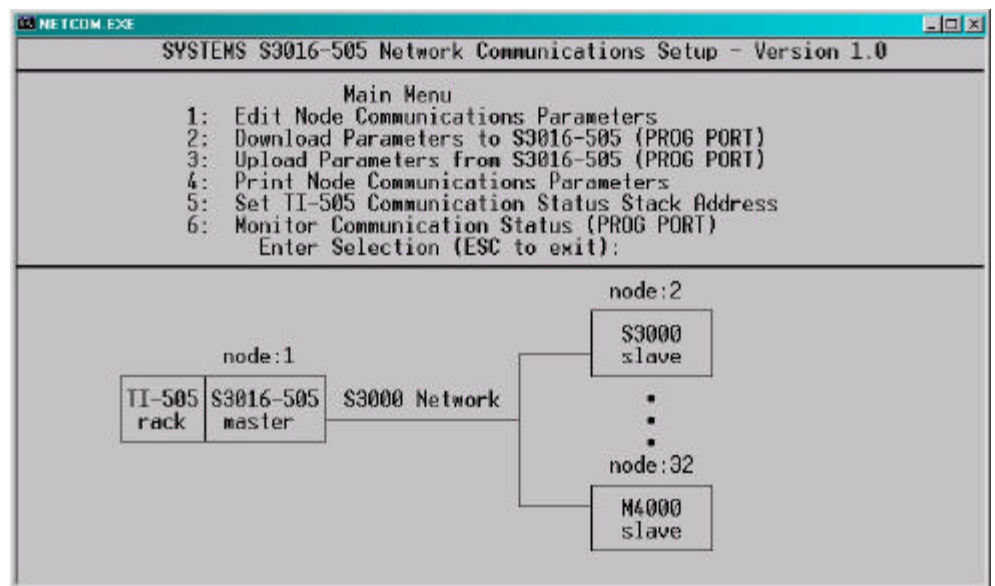 NETCOM.EXE
SYSTEMS S3016-505 Network Communications Setup - Version 1.0
Main Menu
1: Edit Node Communications Parameters
2: Download Parameters to S3016-505 (PROG PORT)
3: Upload Parameters from S3016-505 (PROG PORT)
4: Print Node Communications Parameters
5: Set TI-505 Communication Status Stack Address
6: Monitor Communication Status (PROG PORT)
Enter Selection (ESC to exit):
node:2
S3000
slave
node:1
TI-505
rack
S3016-505
master
S3000 Network
node:32
M4000
slave